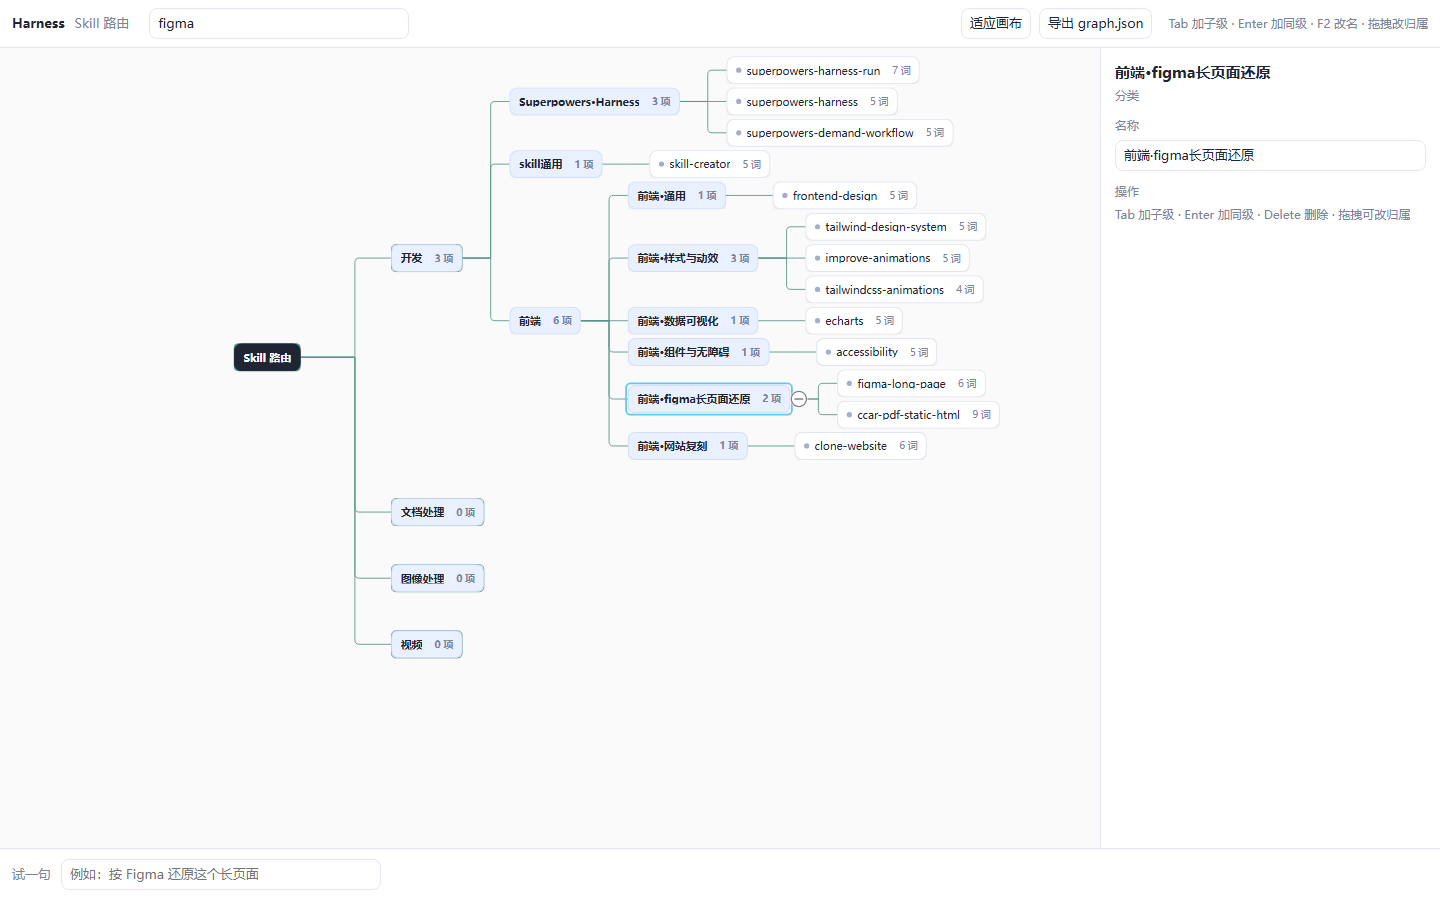 Harness Skill 路由 figma 适应画布 导出 graph.json Tab 加子级 · Enter 加同级 · F2 改名 · 拖拽改归属
superpowers-harness-run 7 词
Superpowers·Harness 3 项
superpowers-harness 5 词
superpowers-demand-workflow 5 词
skill通用 1 项
skill-creator 5 词
前端·通用 1 项
frontend-design 5 词
tailwind-design-system 5 词
开发 3 项
前端·样式与动效 3 项
improve-animations 5 词
tailwindcss-animations 4 词
前端 6 项
前端·数据可视化 1 项
echarts 5 词
前端·组件与无障碍 1 项
accessibility 5 词
Skill 路由
figma-long-page 6 词
前端·figma长页面还原 2 项
ccar-pdf-static-html 9 词
前端·网站复刻 1 项
clone-website 6 词
文档处理 0 项
图像处理 0 项
视频 0 项
前端·figma长页面还原
分类
名称
前端·figma长页面还原
操作
Tab 加子级 · Enter 加同级 · Delete 删除 · 拖拽可改归属
试一句 例如：按 Figma 还原这个长页面